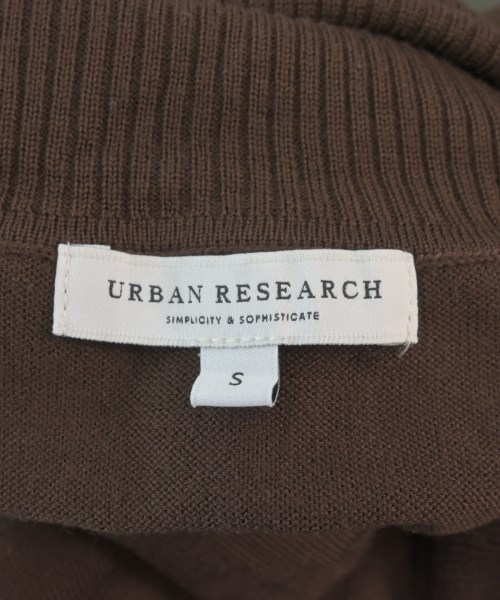 URBAN RESEARCH
SIMPLICITY & SOPHISTICATE
S